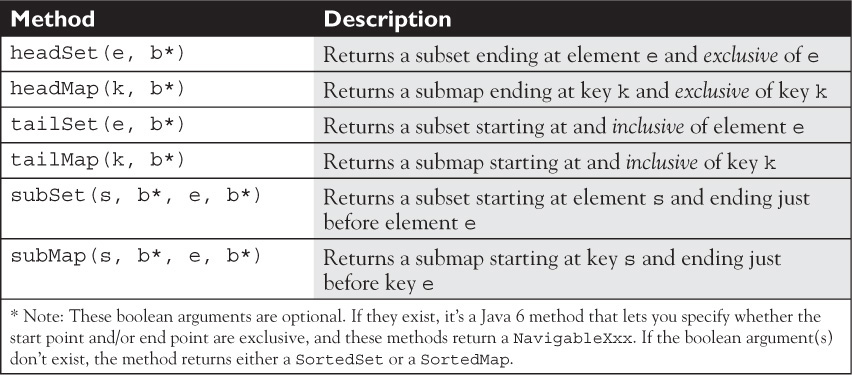 Method Description
headSet(e, b*) Returns a subset ending at element e and exclusive of e
headMap(k, b*) Returns a submap ending at key k and exclusive of key k
tailSet(e, b*) Returns a subset starting at and inclusive of element e
tailMap(k, b*) Returns a submap starting at and inclusive of key k
subSet(s, b*, e, b*) Returns a subset starting at element s and ending just
before element e
subMap(s, b*, e, b*) Returns a submap starting at key s and ending just
before key e
* Note: These boolean arguments are optional. If they exist, it’s a Java 6 method that lets you specify whether the
start point and/or end point are exclusive, and these methods return a NavigableXxx. If the boolean argument(s)
don’t exist, the method returns either a SortedSet or a SortedMap.